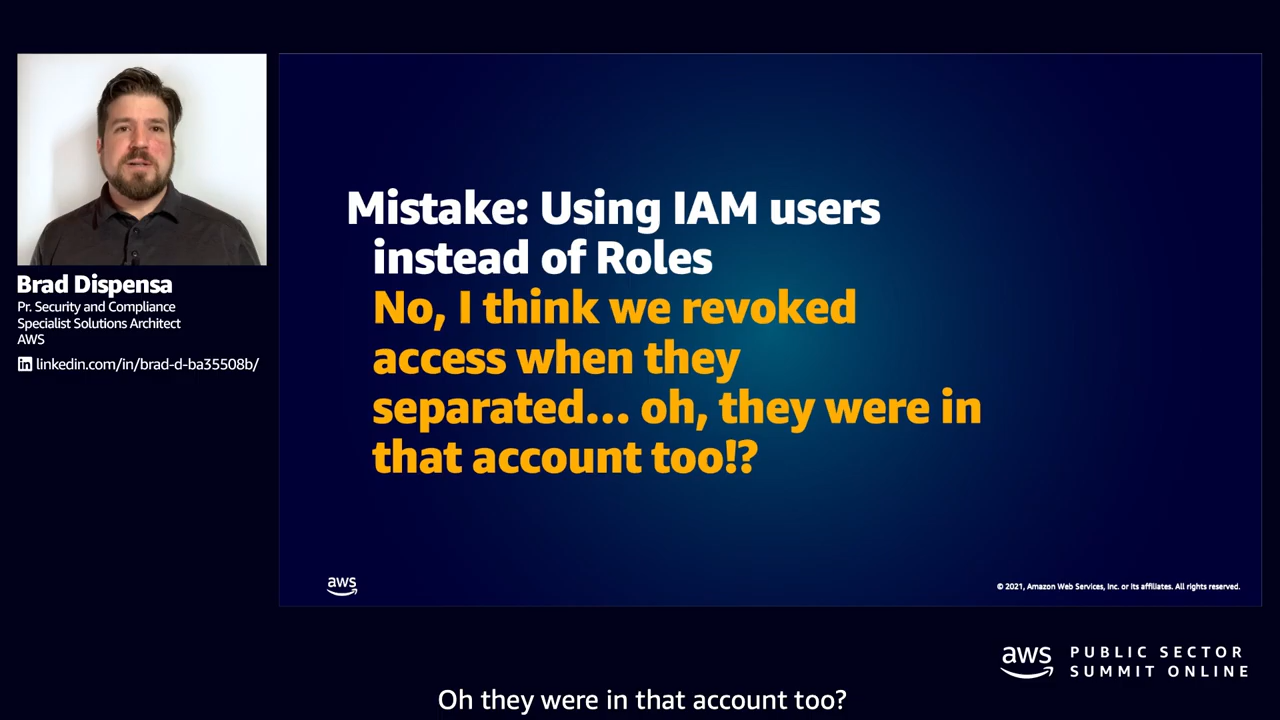 Brad Dispensa
Pr. Security and Compliance
Specialist Solutions Architect
AWS
in linkedin.com/in/brad-d-ba35508b/
Mistake: Using IAM users
instead of Roles
No, I think we revoked
access when they
separated... oh, they were in
that account too!?
aws
© 2021, Amazon Web Services, Inc. or its affiliates. All rights reserved.
aws
PUBLIC SECTOR
SUMMIT ONLINE
Oh they were in that account too?